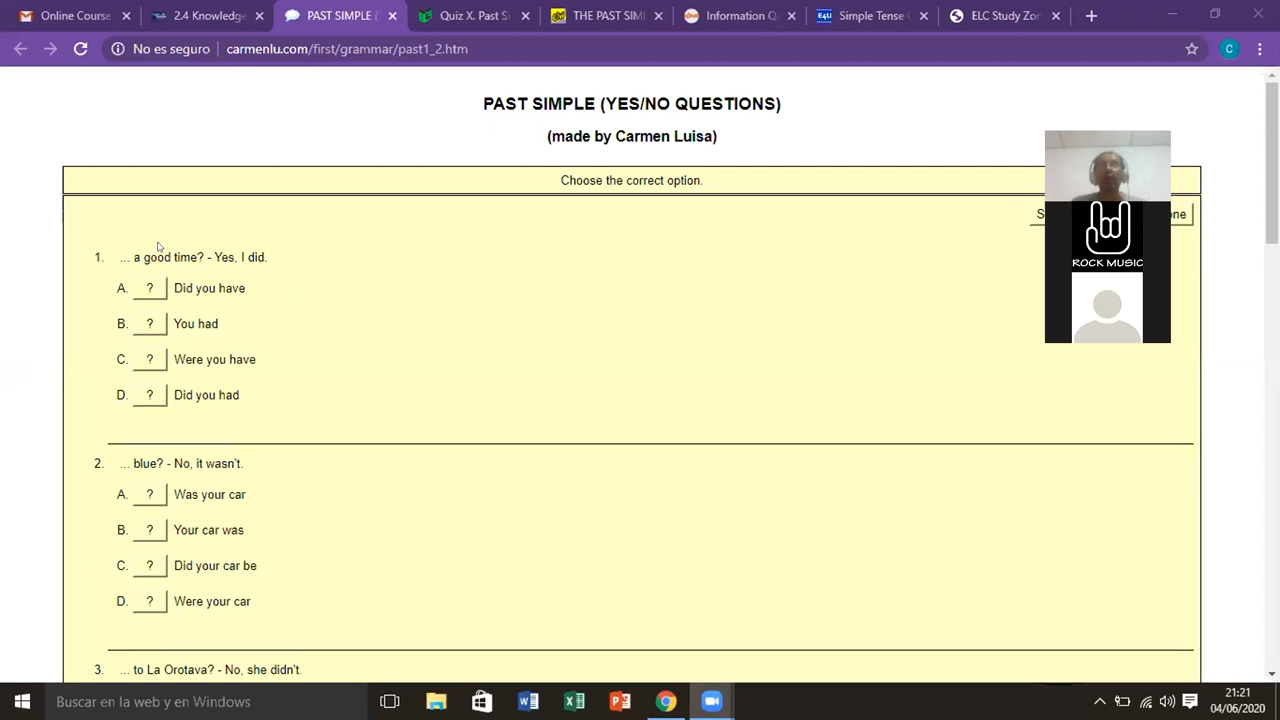 Online Course
2.4 Knowledge
PAST SIMPLE (
Quiz X. Past S
THE PAST SIM
Information Q
Simple Tense
E4U
ELC Study Zo
No es seguro
carmenlu.com/first/grammar/past1_2.htm
C
PAST SIMPLE (YES/NO QUESTIONS)
(made by Carmen Luisa)
Choose the correct option.
ROCK MUSIC
1. ... a good time? - Yes, I did.
A. ? Did you have
B. ? You had
C. ? Were you have
D. ? Did you had
2. ... blue? - No, it wasn't.
A. ? Was your car
B. ? Your car was
C. ? Did your car be
D. ? Were your car
3. ... to La Orotava? - No, she didn't.
Buscar en la web y en Windows
21:21
04/06/2020